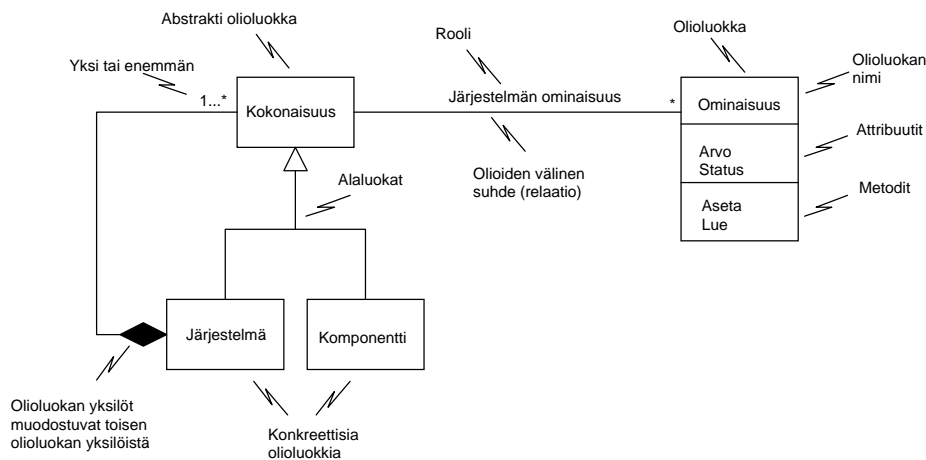 Abstrakti olioluokka
Rooli
Olioluokka
Yksi tai enemmän
Olioluokan
nimi
1...*
Kokonaisuus
Järjestelmän ominaisuus
*
Ominaisuus
Attribuutit
Arvo
Status
Olioiden välinen
suhde (relaatio)
Alaluokat
Metodit
Aseta
Lue
Järjestelmä
Komponentti
Olioluokan yksilöt
muodostuvat toisen
olioluokan yksilöistä
Konkreettisia
olioluokkia